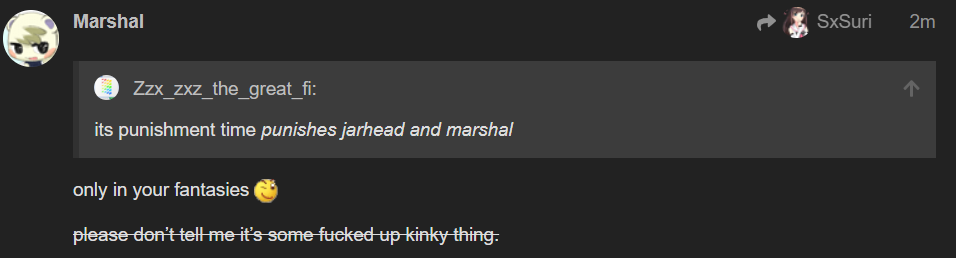 Marshal SxSuri 2m
Zzx_zxz_the_great_fi:
its punishment time punishes jarhead and marshal
only in your fantasies
please don’t tell me it’s some fucked up kinky thing.